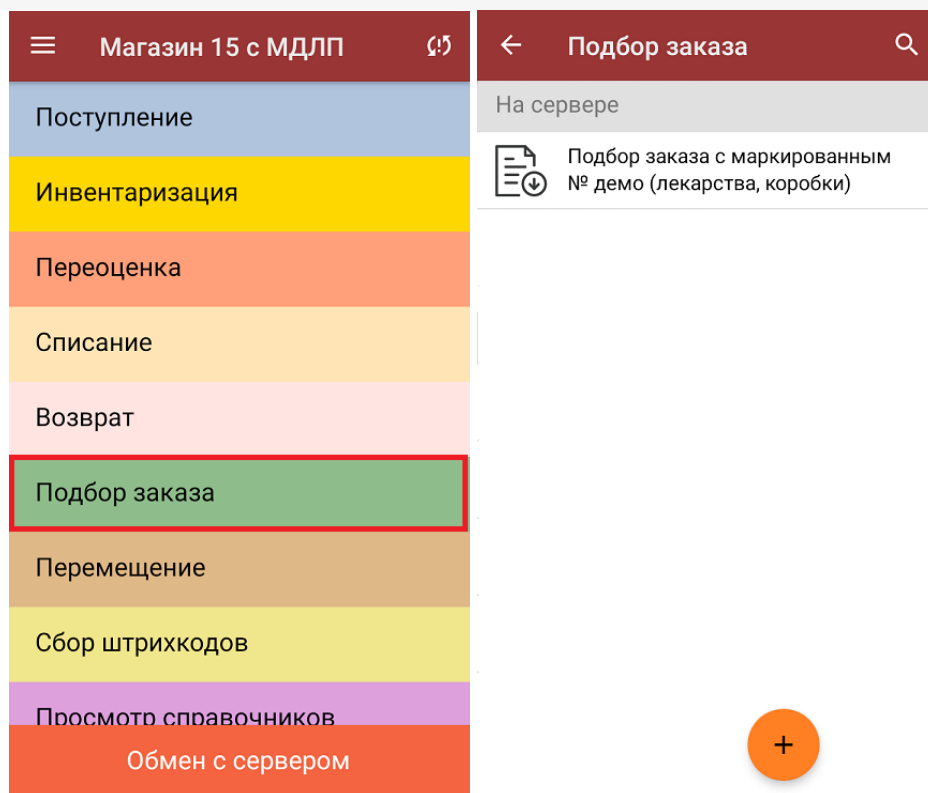 Магазин 15 с МДЛП
Поступление
Инвентаризация
Переоценка
Списание
Возврат
Подбор заказа
Перемещение
Сбор штрихкодов
Просмотр справочников
Обмен с сервером
Подбор заказа
На сервере
Подбор заказа с маркированным
№ демо (лекарства, коробки)